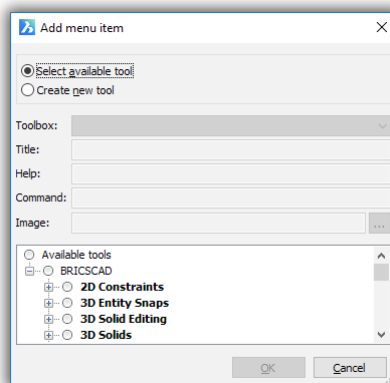 Add menu item
Select available tool
Create new tool
Toolbox:
Title:
Help:
Command:
Image:
...
Available tools
BRICSCAD
2D Constraints
3D Entity Snaps
3D Solid Editing
3D Solids
OK
Cancel